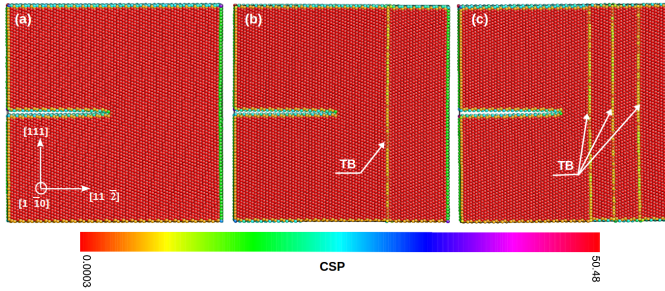 (a)
(b)
(c)
[111]
[1 1̅0]
[11 2̅]
TB
TB
0.0003
CSP
50.48